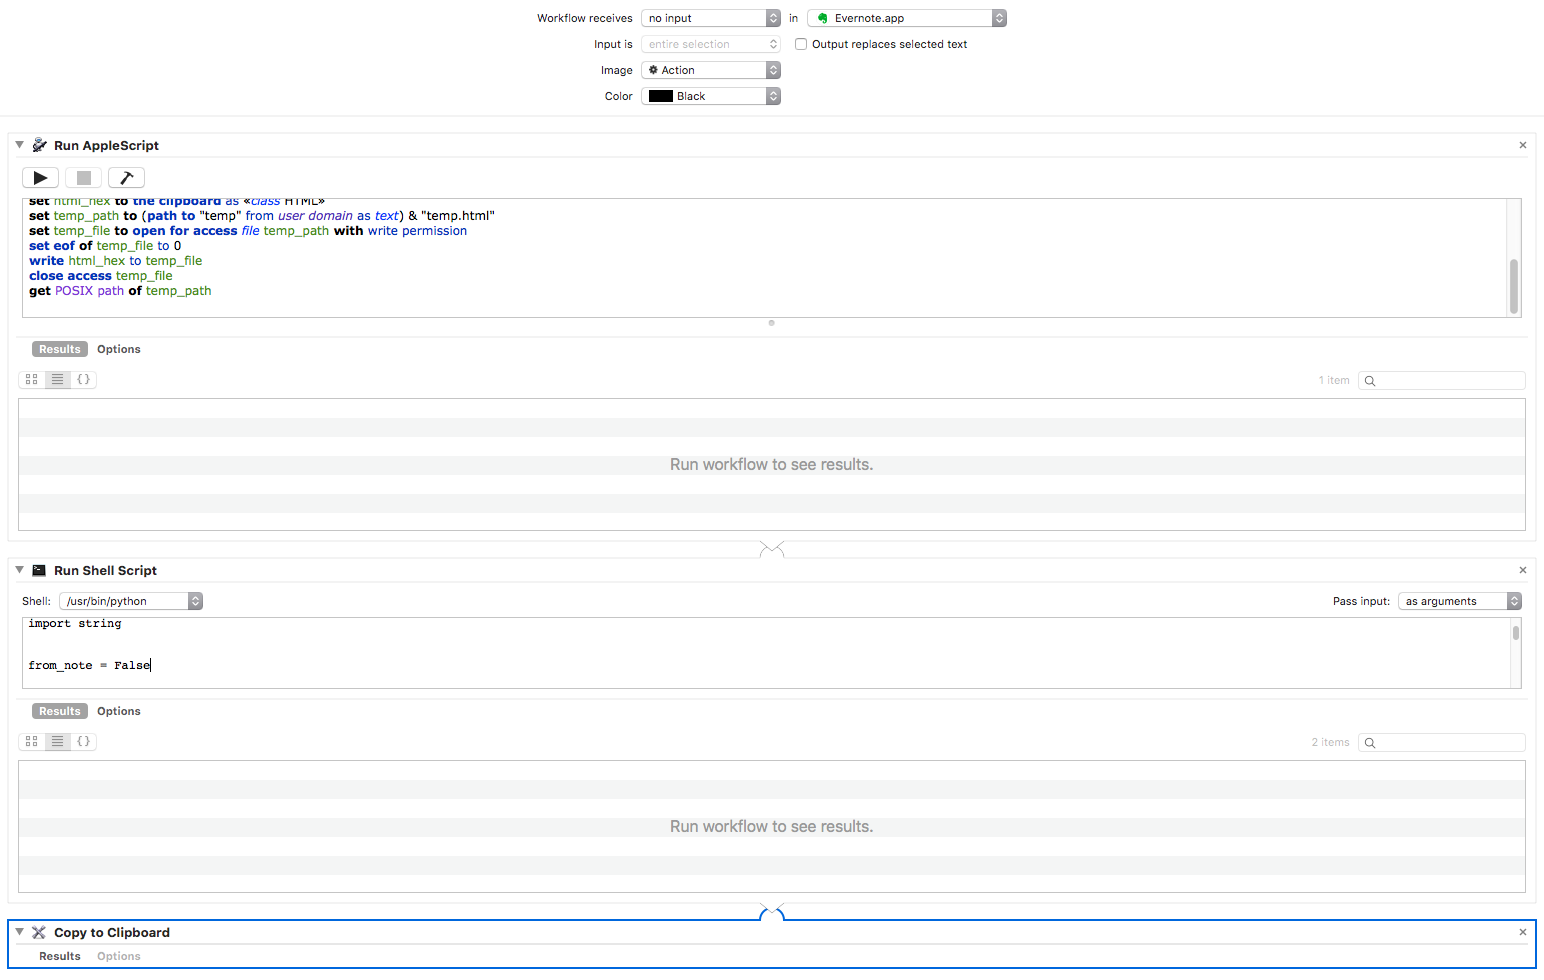 Workflow receives no input in Evernote.app
Input is entire selection Output replaces selected text
Image Action
Color Black
Run AppleScript
set html_hex to the clipboard as «class HTML»
set temp_path to (path to "temp" from user domain as text) & "temp.html"
set temp_file to open for access file temp_path with write permission
set eof of temp_file to 0
write html_hex to temp_file
close access temp_file
get POSIX path of temp_path
Results Options
{} 1 item
Run workflow to see results.
Run Shell Script
Shell: /usr/bin/python Pass input: as arguments
import string
from_note = False
Results Options
{} 2 items
Run workflow to see results.
Copy to Clipboard
Results Options